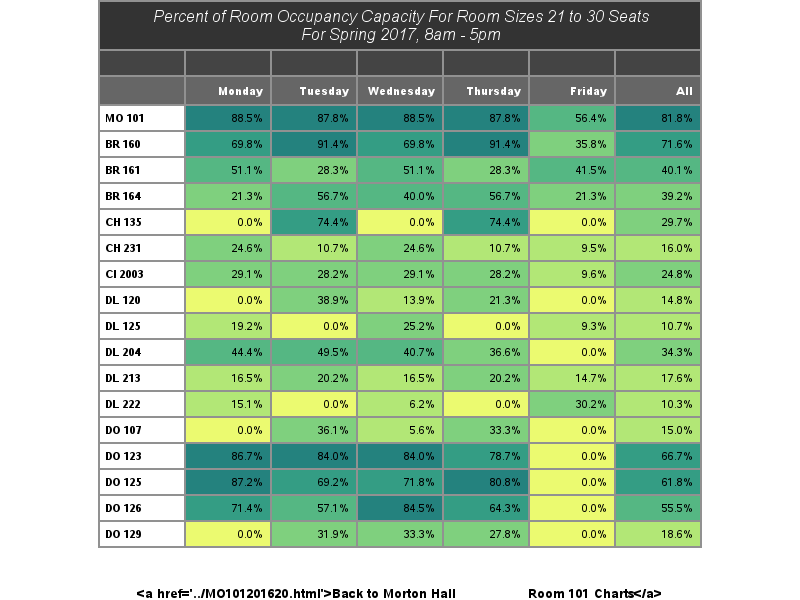 Percent of Room Occupancy Capacity For Room Sizes 21 to 30 Seats
For Spring 2017, 8am - 5pm
Monday Tuesday Wednesday Thursday Friday All
MO 101 88.5% 87.8% 88.5% 87.8% 56.4% 81.8%
BR 160 69.8% 91.4% 69.8% 91.4% 35.8% 71.6%
BR 161 51.1% 28.3% 51.1% 28.3% 41.5% 40.1%
BR 164 21.3% 56.7% 40.0% 56.7% 21.3% 39.2%
CH 135 0.0% 74.4% 0.0% 74.4% 0.0% 29.7%
CH 231 24.6% 10.7% 24.6% 10.7% 9.5% 16.0%
CI 2003 29.1% 28.2% 29.1% 28.2% 9.6% 24.8%
DL 120 0.0% 38.9% 13.9% 21.3% 0.0% 14.8%
DL 125 19.2% 0.0% 25.2% 0.0% 9.3% 10.7%
DL 204 44.4% 49.5% 40.7% 36.6% 0.0% 34.3%
DL 213 16.5% 20.2% 16.5% 20.2% 14.7% 17.6%
DL 222 15.1% 0.0% 6.2% 0.0% 30.2% 10.3%
DO 107 0.0% 36.1% 5.6% 33.3% 0.0% 15.0%
DO 123 86.7% 84.0% 84.0% 78.7% 0.0% 66.7%
DO 125 87.2% 69.2% 71.8% 80.8% 0.0% 61.8%
DO 126 71.4% 57.1% 84.5% 64.3% 0.0% 55.5%
DO 129 0.0% 31.9% 33.3% 27.8% 0.0% 18.6%
<a href='../MO101201620.html'>Back to Morton Hall Room 101 Charts</a>